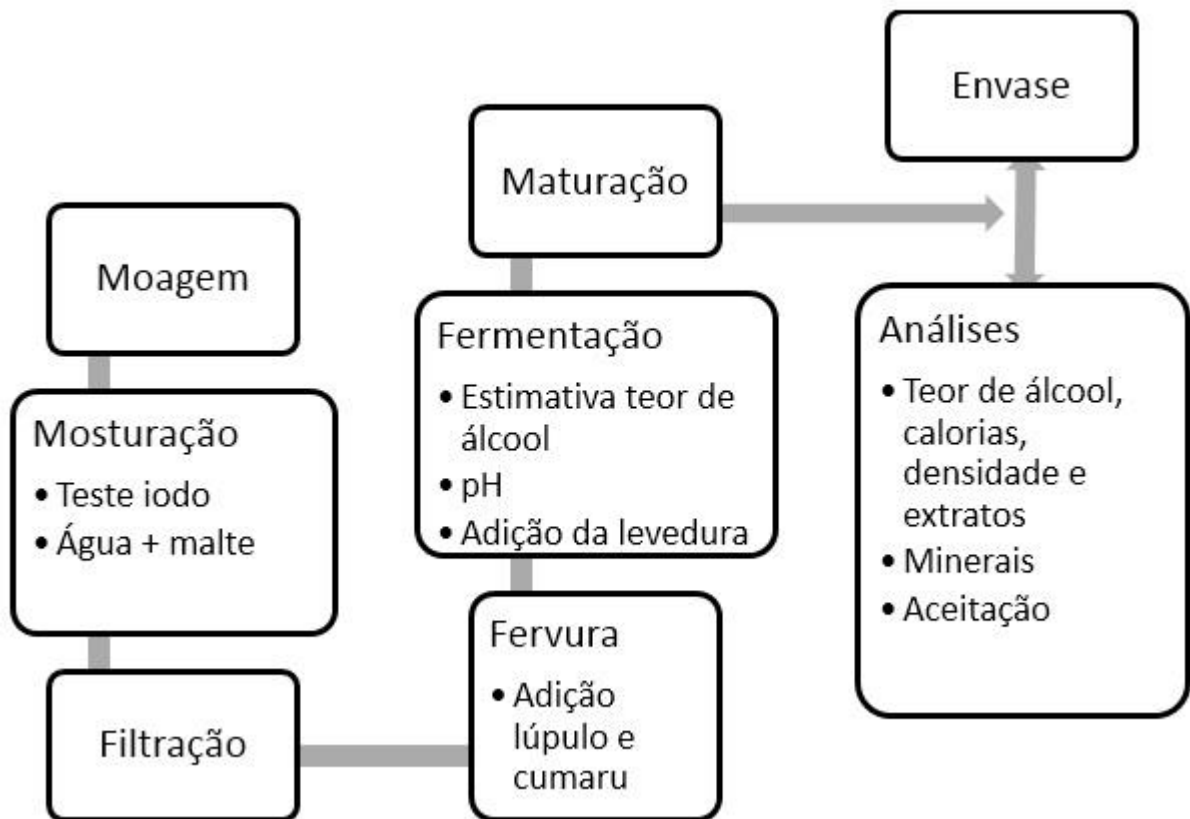 Moagem
Mosturação
• Teste iodo
• Água + malte
Filtração
Fervura
• Adição
lúpulo e
cumaru
Fermentação
• Estimativa teor de
álcool
• pH
• Adição da levedura
Maturação
Envase
Análises
• Teor de álcool,
calorias,
densidade e
extratos
• Minerais
• Aceitação